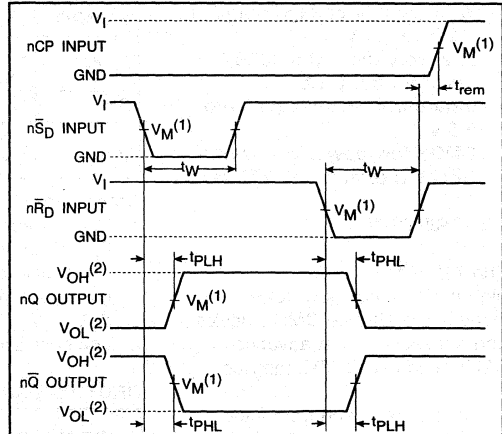 V_I
nCP INPUT V_M^(1)
GND t_rem
V_I
nS̅_D INPUT V_M^(1)
GND
t_W t_W
V_I
nR̅_D INPUT V_M^(1)
GND
V_OH^(2) t_PLH t_PHL
nQ OUTPUT V_M^(1)
V_OL^(2)
V_OH^(2)
nQ̅ OUTPUT V_M^(1)
V_OL^(2)
t_PHL t_PLH